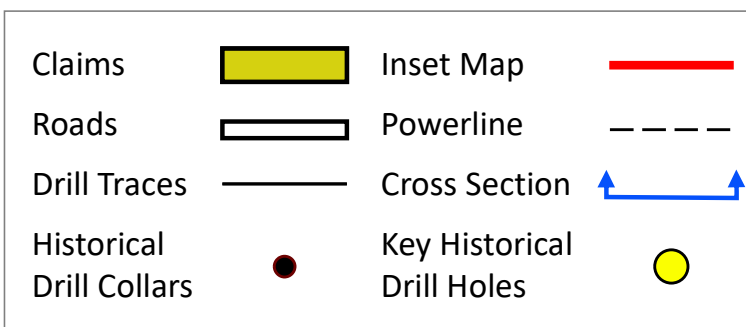 Claims
Inset Map
Roads
Powerline
Drill Traces
Cross Section
Historical
Drill Collars
Key Historical
Drill Holes